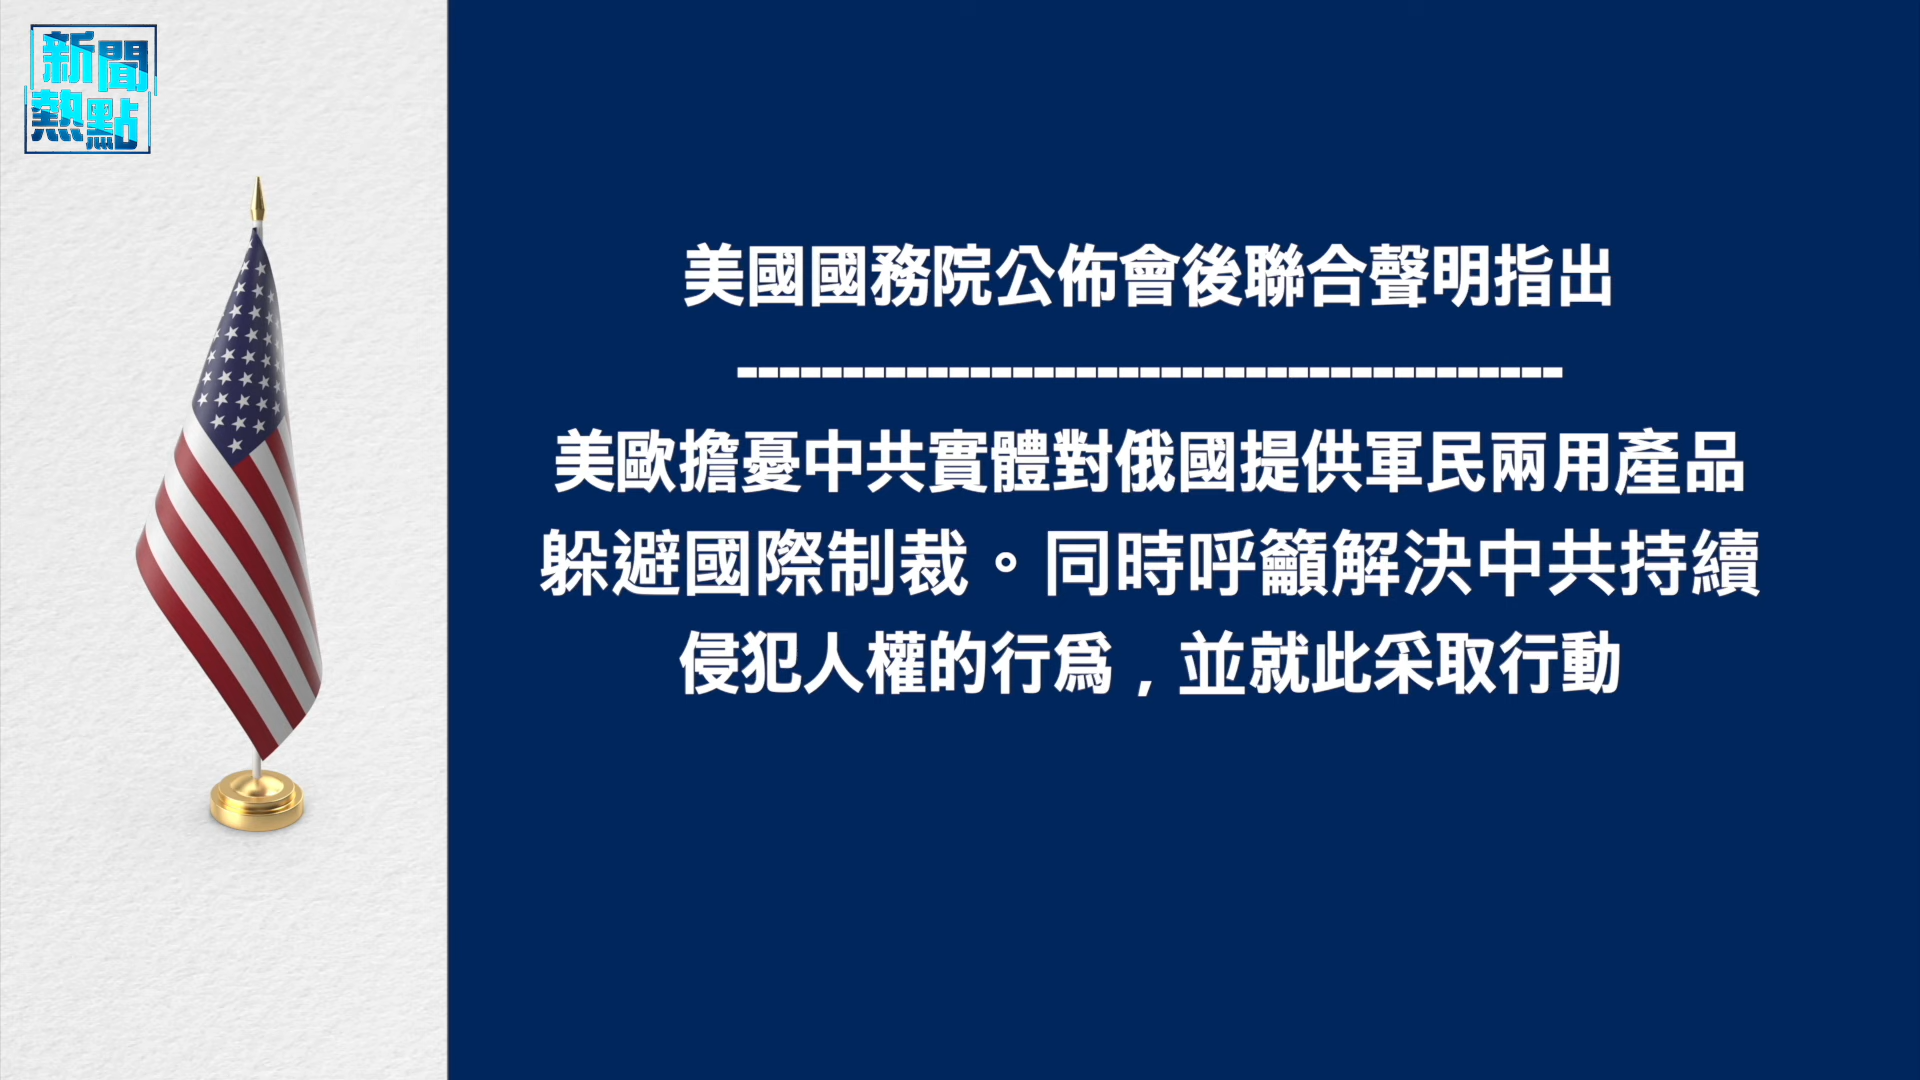 新聞
熱點
美國國務院公佈會後聯合聲明指出
---------------------------------------
美歐擔憂中共實體對俄國提供軍民兩用產品
躲避國際制裁。同時呼籲解決中共持續
侵犯人權的行爲，並就此采取行動